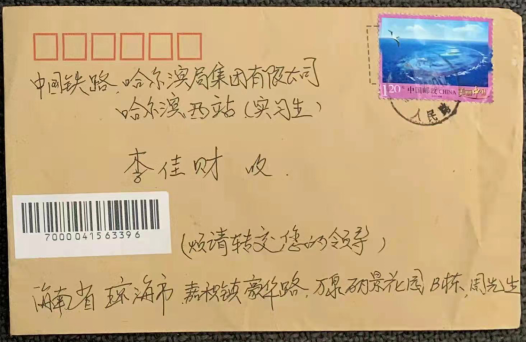 1.20元 中国邮政 CHINA
人民路
中国铁路、哈尔滨局集团有限公司
哈尔滨西站(实习生)
李佳财 收.
7000041563396
(烦请转交您的领导)
海南省 琼海市 嘉积镇豪华路、万泉硕景花园 B栋,周先生